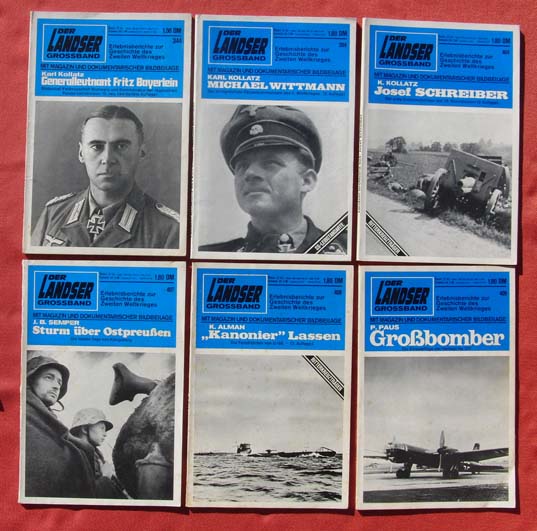 DER
LANDSER
GROSSBAND
1,80 DM
344
Erlebnisberichte zur
Geschichte des
Zweiten Weltkrieges
MIT MAGAZIN UND DOKUMENTARISCHER BILDBEILAGE
Karl Kollatz
Generalleutnant Fritz Bayerlein
DER
LANDSER
GROSSBAND
1,80 DM
Erlebnisberichte zur
Geschichte des
Zweiten Weltkrieges
MIT MAGAZIN UND DOKUMENTARISCHER BILDBEILAGE
KARL KOLLATZ
MICHAEL WITTMANN
DER
LANDSER
GROSSBAND
1,80 DM
Erlebnisberichte zur
Geschichte des
Zweiten Weltkrieges
MIT MAGAZIN UND DOKUMENTARISCHER BILDBEILAGE
K. KOLLATZ
Josef SCHREIBER
DER
LANDSER
GROSSBAND
1,80 DM
Erlebnisberichte zur
Geschichte des
Zweiten Weltkrieges
MIT MAGAZIN UND DOKUMENTARISCHER BILDBEILAGE
J. B. SEMPER
Sturm über Ostpreußen
DER
LANDSER
GROSSBAND
1,80 DM
Erlebnisberichte zur
Geschichte des
Zweiten Weltkrieges
MIT MAGAZIN UND DOKUMENTARISCHER BILDBEILAGE
K. ALMAN
„Kanonier" Lassen
DER
LANDSER
GROSSBAND
1,80 DM
Erlebnisberichte zur
Geschichte des
Zweiten Weltkrieges
MIT MAGAZIN UND DOKUMENTARISCHER BILDBEILAGE
P. PAUS
Großbomber